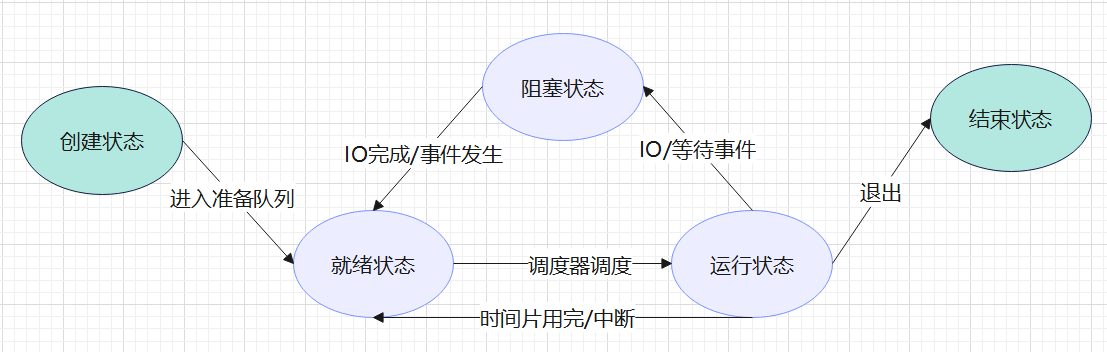 阻塞状态
创建状态
结束状态
IO完成/事件发生
IO/等待事件
进入准备队列
退出
就绪状态
调度器调度
运行状态
时间片用完/中断